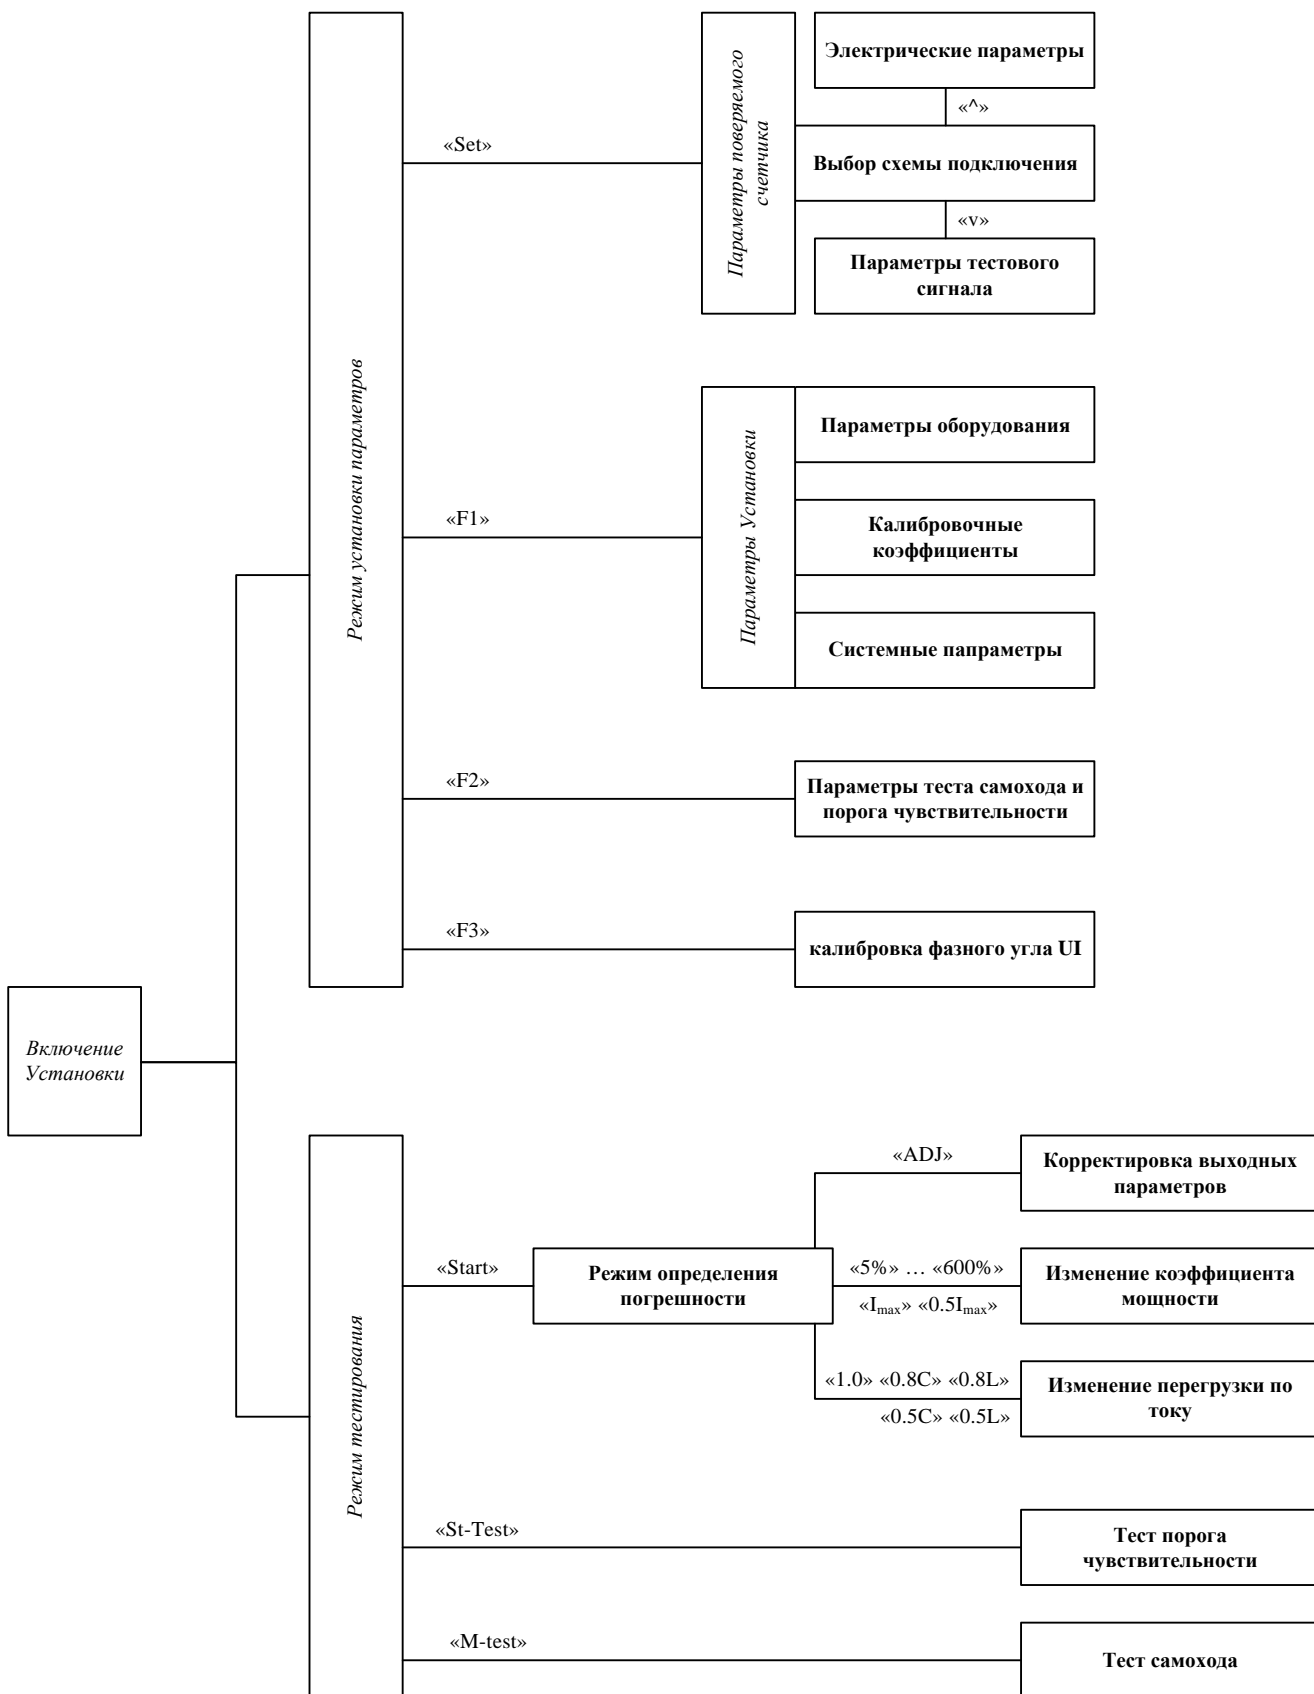 Электрические параметры
«^»
«Set»
Параметры поверяемого
счетчика
Выбор схемы подключения
«v»
Параметры тестового
сигнала
Режим установки параметров
Параметры оборудования
«F1»
Параметры Установки
Калибровочные
коэффициенты
Системные папраметры
«F2»
Параметры теста самохода и
порога чувствительности
«F3»
калибровка фазного угла UI
Включение
Установки
Режим тестирования
«ADJ»
Корректировка выходных
параметров
«Start»
Режим определения
погрешности
«5%» … «600%»
«Imax» «0.5Imax»
Изменение коэффициента
мощности
«1.0» «0.8C» «0.8L»
«0.5C» «0.5L»
Изменение перегрузки по
току
«St-Test»
Тест порога
чувствительности
«M-test»
Тест самохода